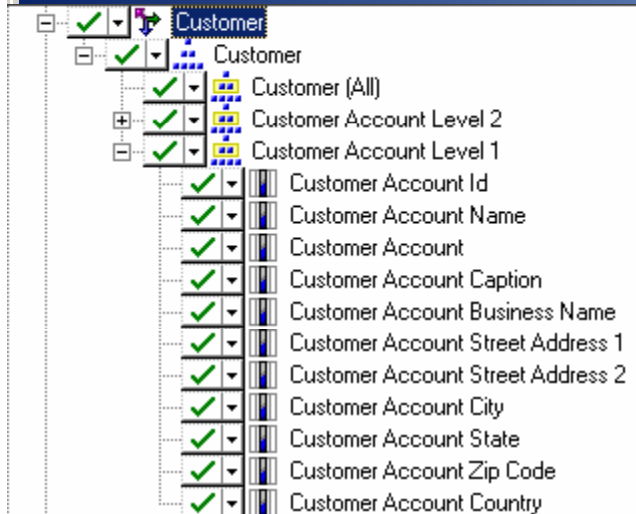 Customer
Customer
Customer (All)
Customer Account Level 2
Customer Account Level 1
Customer Account Id
Customer Account Name
Customer Account
Customer Account Caption
Customer Account Business Name
Customer Account Street Address 1
Customer Account Street Address 2
Customer Account City
Customer Account State
Customer Account Zip Code
Customer Account Country